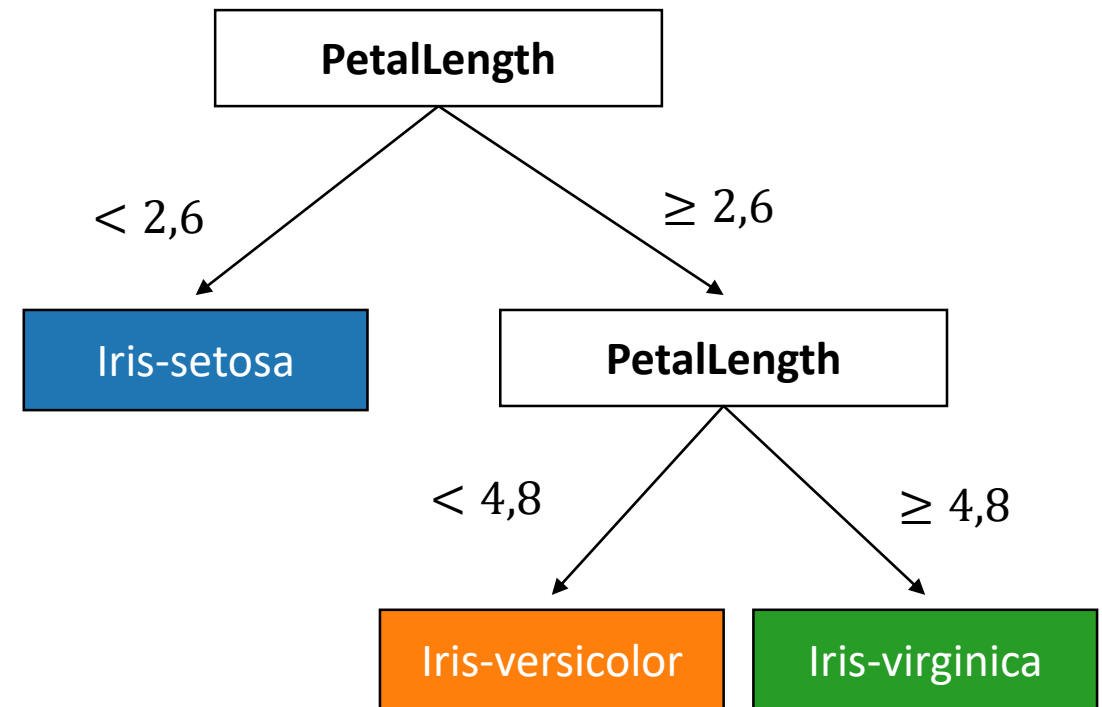 PetalLength
< 2,6
≥ 2,6
Iris-setosa
PetalLength
< 4,8
≥ 4,8
Iris-versicolor
Iris-virginica